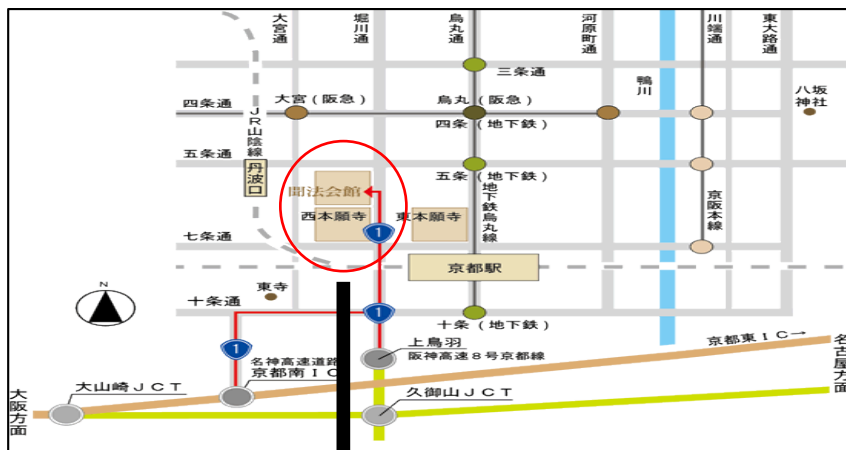 大宮通
堀川通
烏丸通
河原町通
川端通
東大路通
三条通
鴨川
八坂
神社
四条通
大宮(阪急)
烏丸(阪急)
四条(地下鉄)
JR山陰線
丹波口
五条通
五条(地下鉄)
聞法会館
地下鉄烏丸線
京阪本線
西本願寺
東本願寺
1
七条通
京都駅
N
東寺
十条通
1
十条(地下鉄)
1
上鳥羽
阪神高速8号京都線
京都東IC→
名古屋方面
名神高速道路
京都南IC
大山崎JCT
久御山JCT
大阪方面